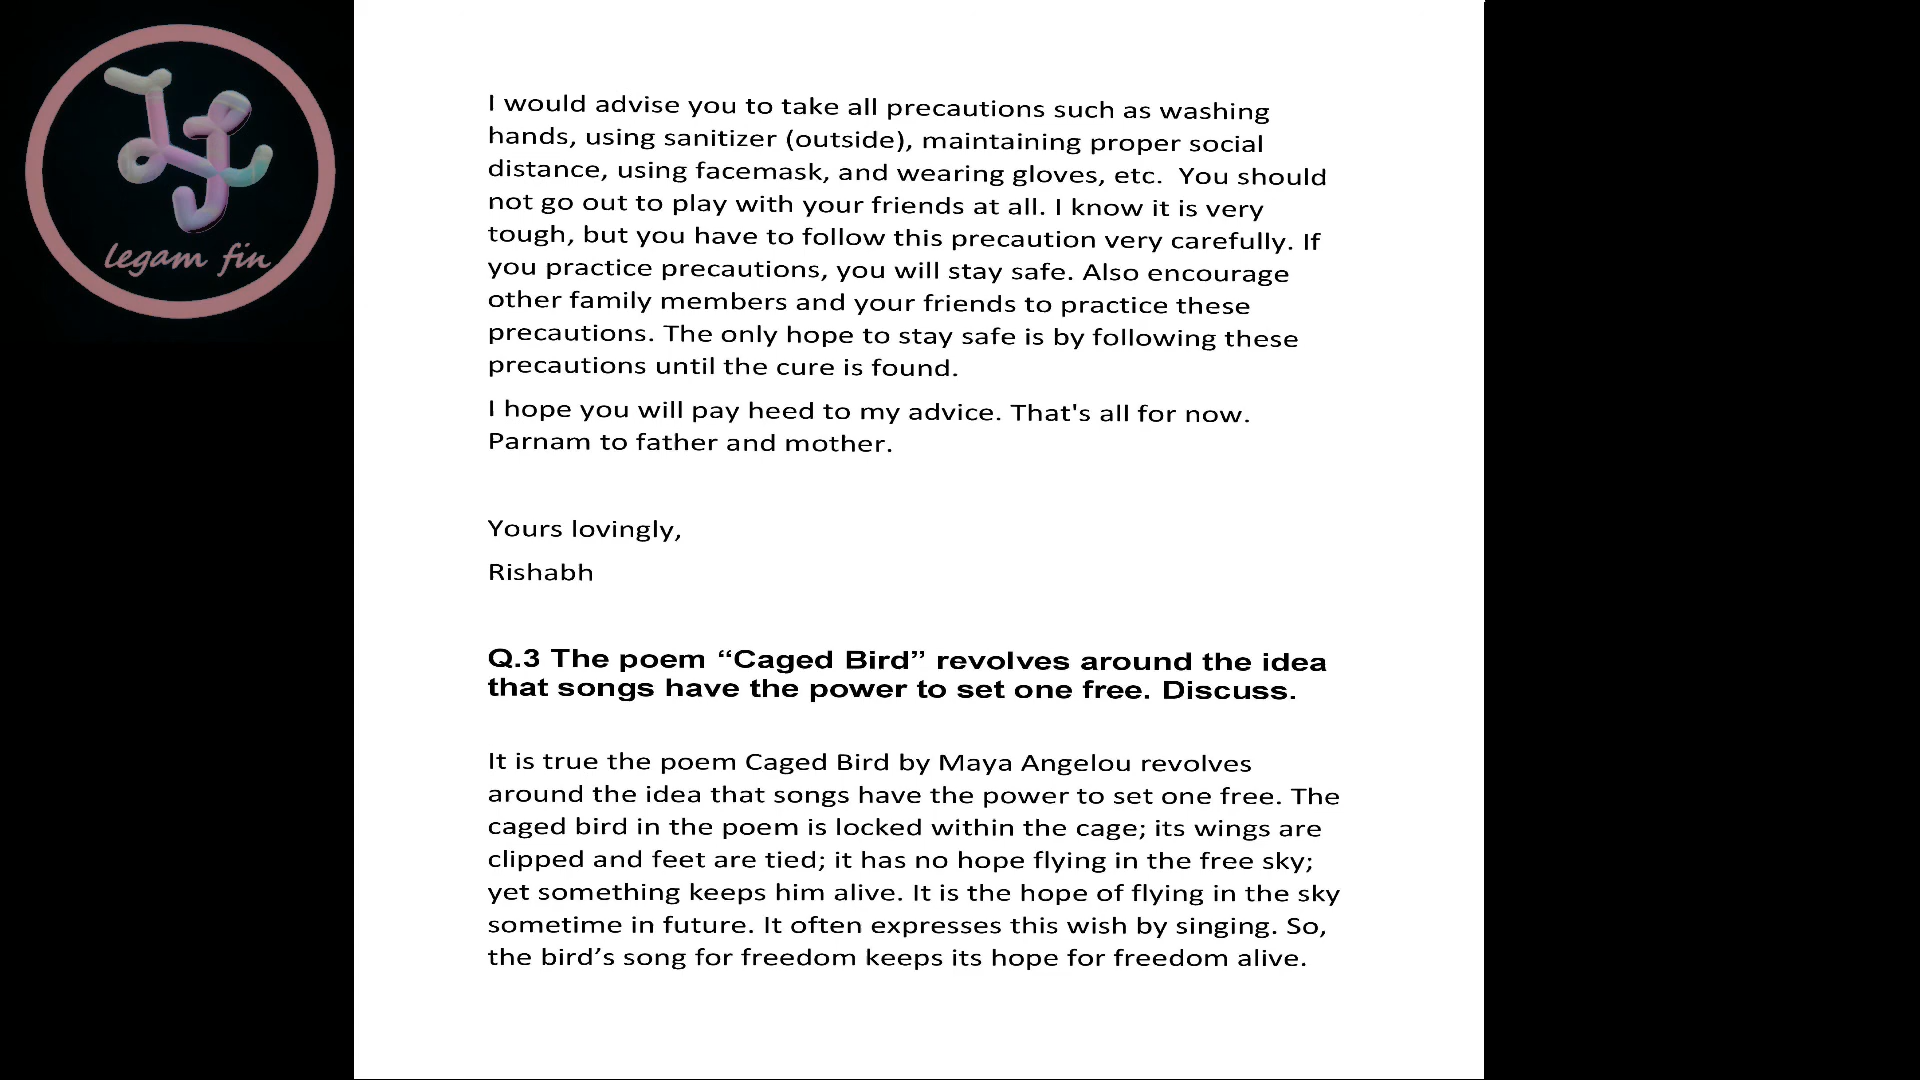 legam fin
I would advise you to take all precautions such as washing
hands, using sanitizer (outside), maintaining proper social
distance, using facemask, and wearing gloves, etc.  You should
not go out to play with your friends at all. I know it is very
tough, but you have to follow this precaution very carefully. If
you practice precautions, you will stay safe. Also encourage
other family members and your friends to practice these
precautions. The only hope to stay safe is by following these
precautions until the cure is found.
I hope you will pay heed to my advice. That's all for now.
Parnam to father and mother.
Yours lovingly,
Rishabh
Q.3 The poem “Caged Bird” revolves around the idea
that songs have the power to set one free. Discuss.
It is true the poem Caged Bird by Maya Angelou revolves
around the idea that songs have the power to set one free. The
caged bird in the poem is locked within the cage; its wings are
clipped and feet are tied; it has no hope flying in the free sky;
yet something keeps him alive. It is the hope of flying in the sky
sometime in future. It often expresses this wish by singing. So,
the bird’s song for freedom keeps its hope for freedom alive.